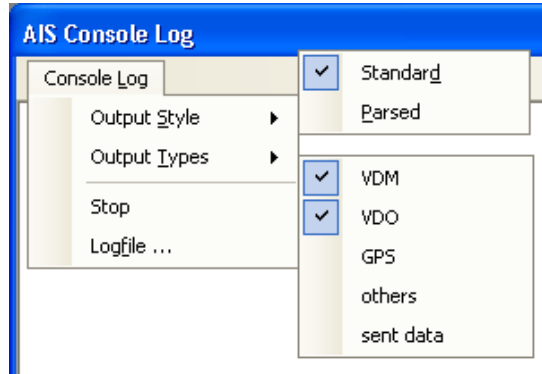 AIS Console Log
Console Log
Output Style
Output Types
Stop
Logfile ...
Standard
Parsed
VDM
VDO
GPS
others
sent data